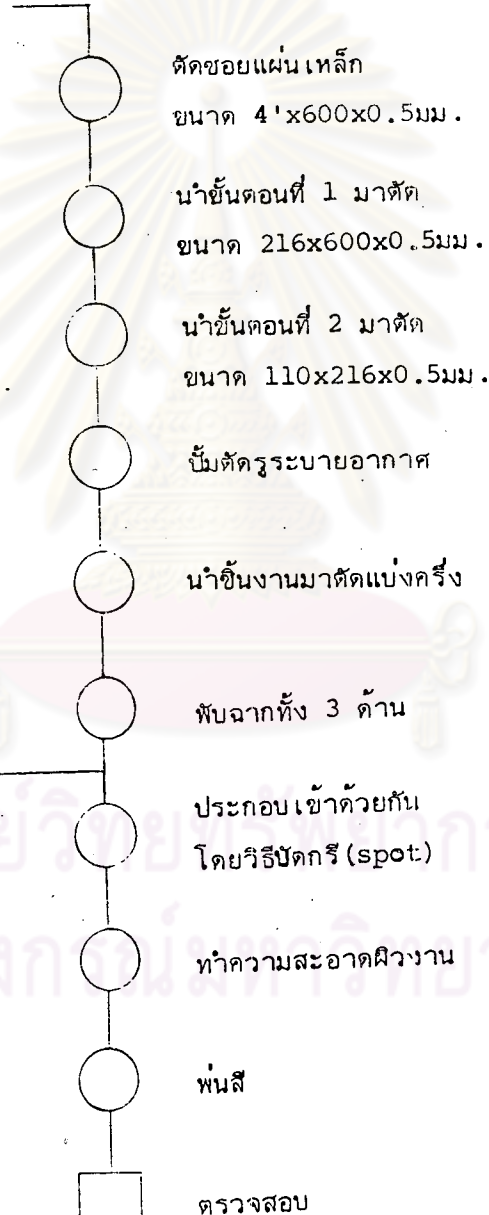 ตัดซอยแผ่นเหล็ก
ขนาด 4'x600x0.5มม.
นำขั้นตอนที่ 1 มาตัด
ขนาด 216x600x0.5มม.
นำขั้นตอนที่ 2 มาตัด
ขนาด 110x216x0.5มม.
ปั๊มตัดรูระบายอากาศ
นำชิ้นงานมาตัดแบ่งครึ่ง
พับฉากทั้ง 3 ด้าน
ประกอบเข้าด้วยกัน
โดยวิธีบัดกรี(spot)
ทำความสะอาดผิวงาน
พ่นสี
ตรวจสอบ